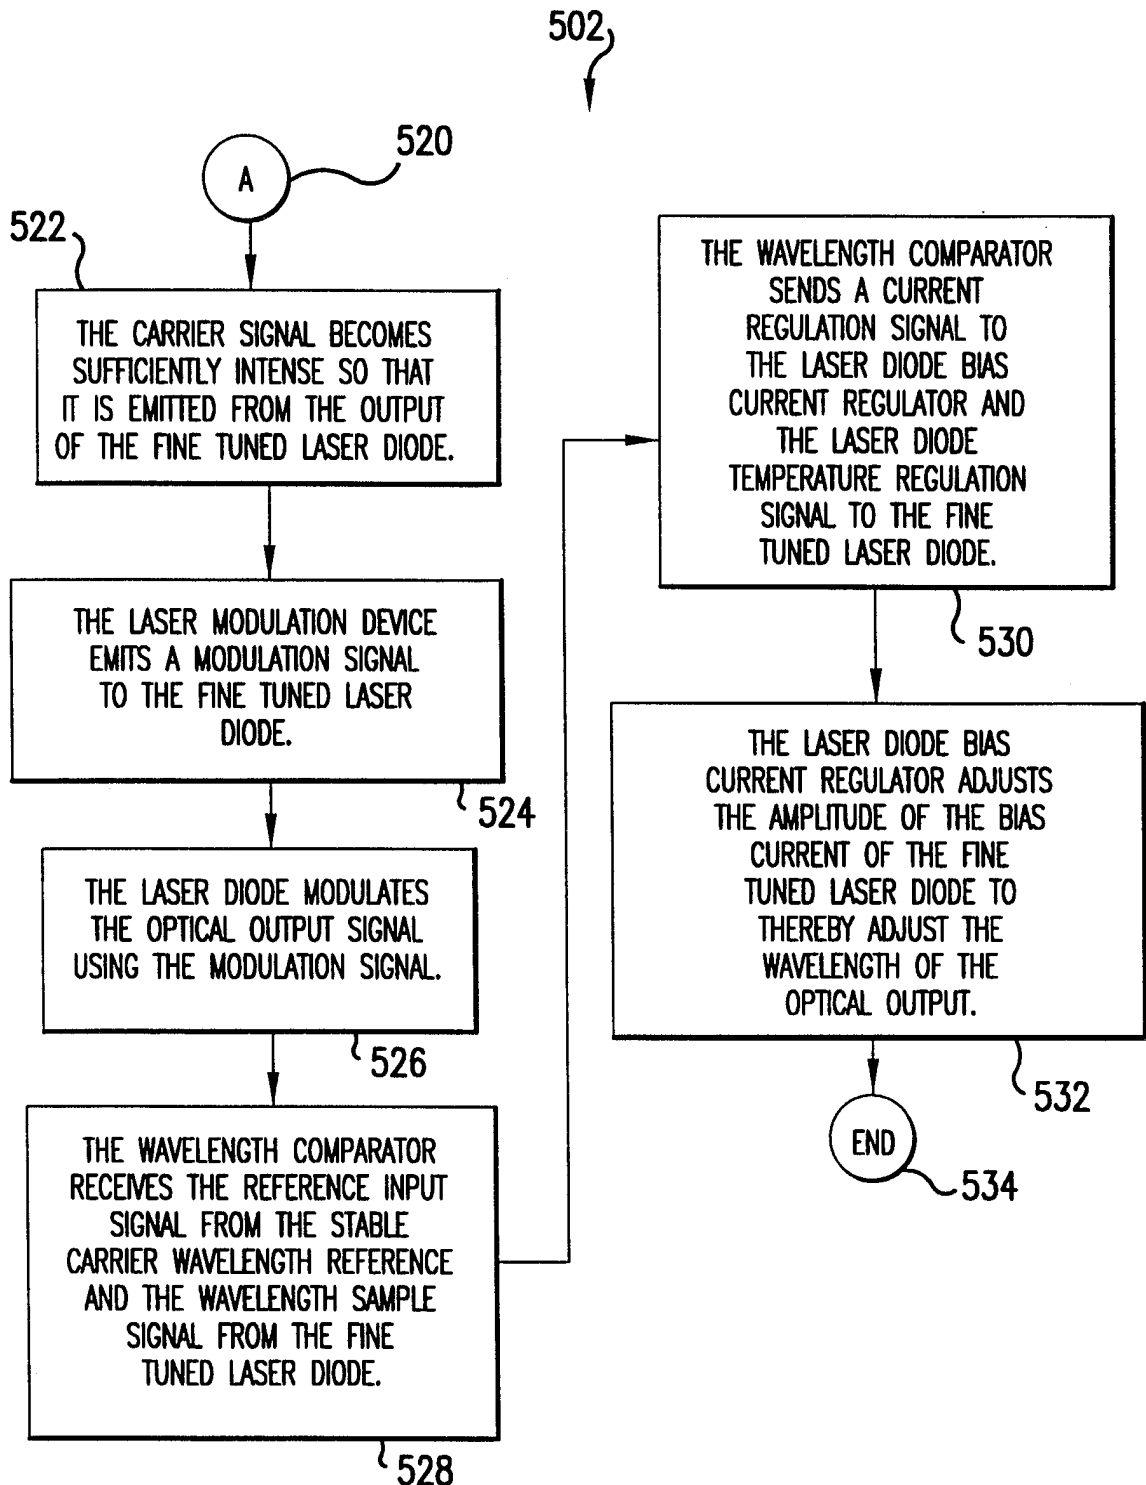 502
A
520
522
THE CARRIER SIGNAL BECOMES
SUFFICIENTLY INTENSE SO THAT
IT IS EMITTED FROM THE OUTPUT
OF THE FINE TUNED LASER DIODE.
THE LASER MODULATION DEVICE
EMITS A MODULATION SIGNAL
TO THE FINE TUNED LASER
DIODE.
524
THE LASER DIODE MODULATES
THE OPTICAL OUTPUT SIGNAL
USING THE MODULATION SIGNAL.
526
THE WAVELENGTH COMPARATOR
RECEIVES THE REFERENCE INPUT
SIGNAL FROM THE STABLE
CARRIER WAVELENGTH REFERENCE
AND THE WAVELENGTH SAMPLE
SIGNAL FROM THE FINE
TUNED LASER DIODE.
528
THE WAVELENGTH COMPARATOR
SENDS A CURRENT
REGULATION SIGNAL TO
THE LASER DIODE BIAS
CURRENT REGULATOR AND
THE LASER DIODE
TEMPERATURE REGULATION
SIGNAL TO THE FINE
TUNED LASER DIODE.
530
THE LASER DIODE BIAS
CURRENT REGULATOR ADJUSTS
THE AMPLITUDE OF THE BIAS
CURRENT OF THE FINE
TUNED LASER DIODE TO
THEREBY ADJUST THE
WAVELENGTH OF THE
OPTICAL OUTPUT.
532
END
534